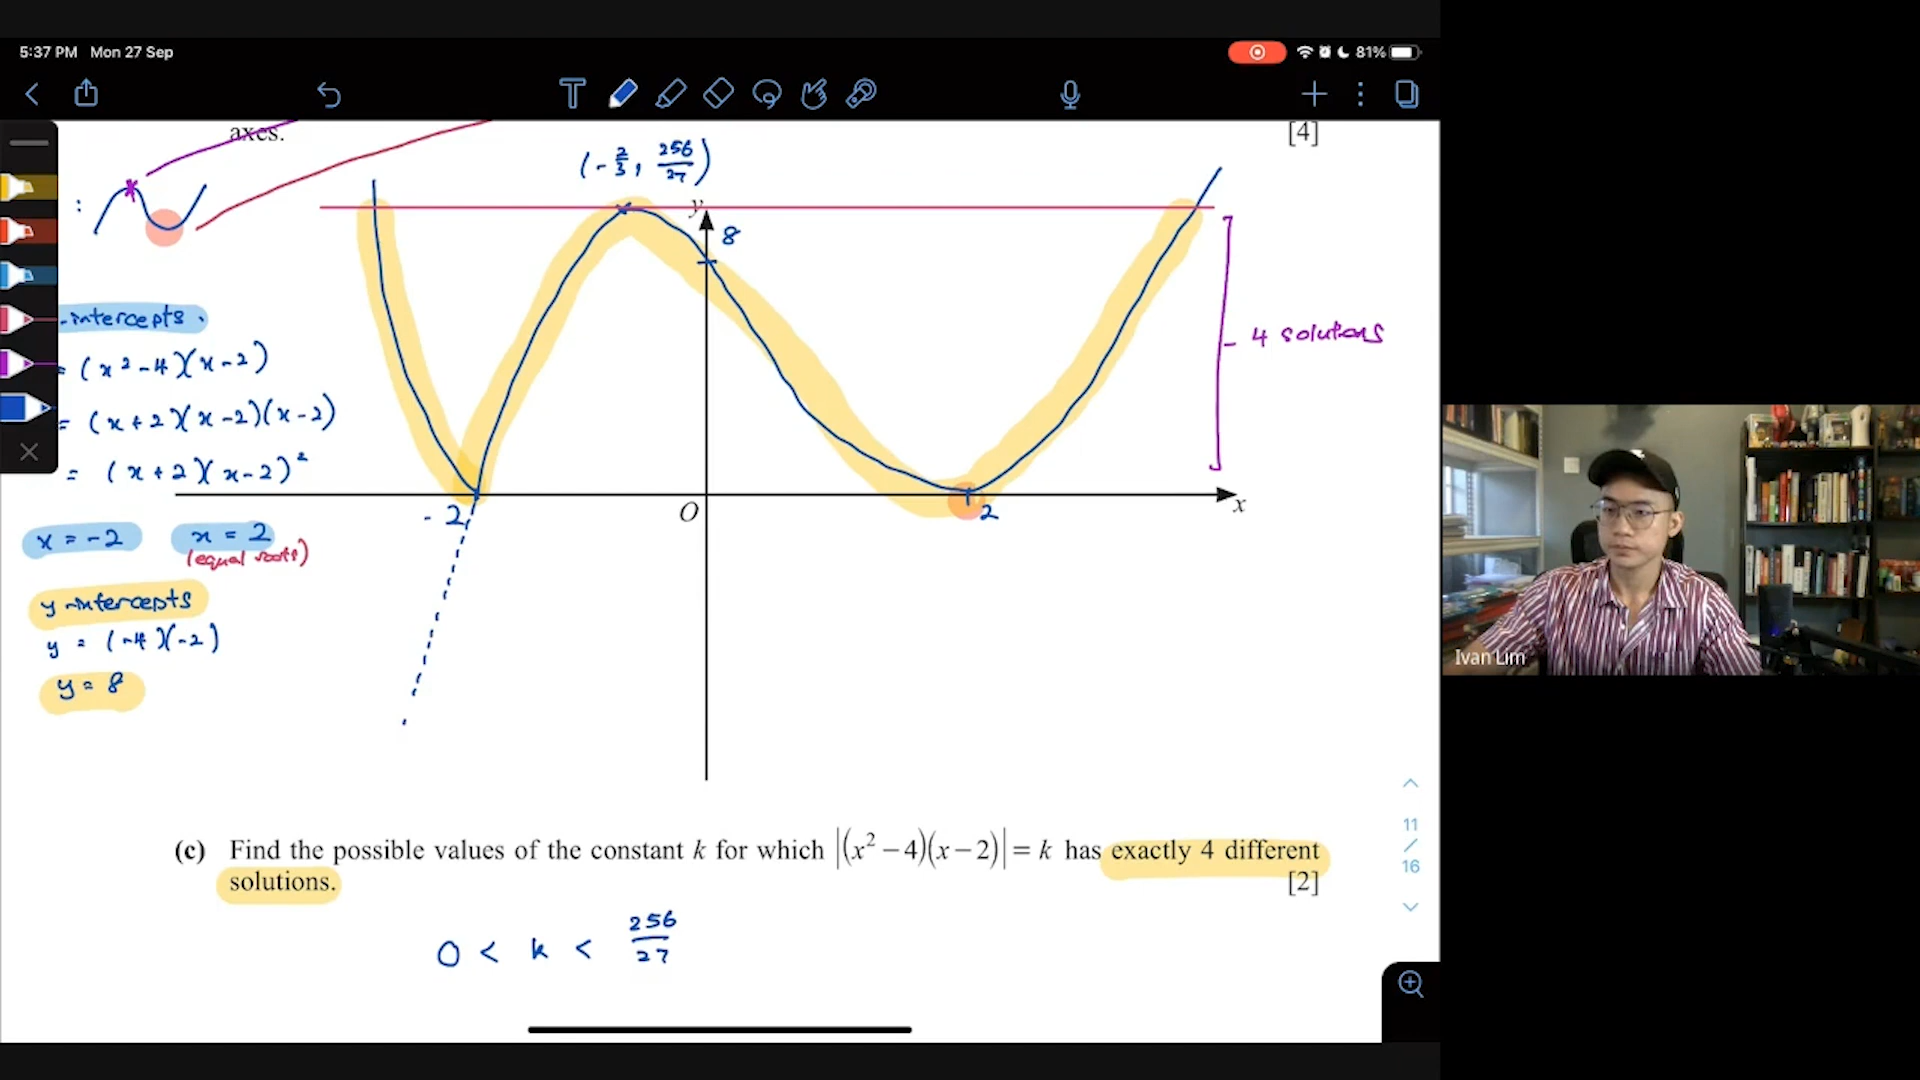 5:37 PM Mon 27 Sep
81%
axes.
[4]
(-2/3, 256/27)
:
y
8
-intercepts.
4 solutions
= (x²-4)(x-2)
= (x+2)(x-2)(x-2)
= (x+2)(x-2)²
-2
O
2
x
x = -2 x = 2
(equal roots)
y-intercepts
y = (-4)(-2)
y = 8
Ivan Lim
(c) Find the possible values of the constant k for which |(x² − 4)(x − 2)| = k has exactly 4 different
solutions.
[2]
0 < k < 256/27
11
/
16